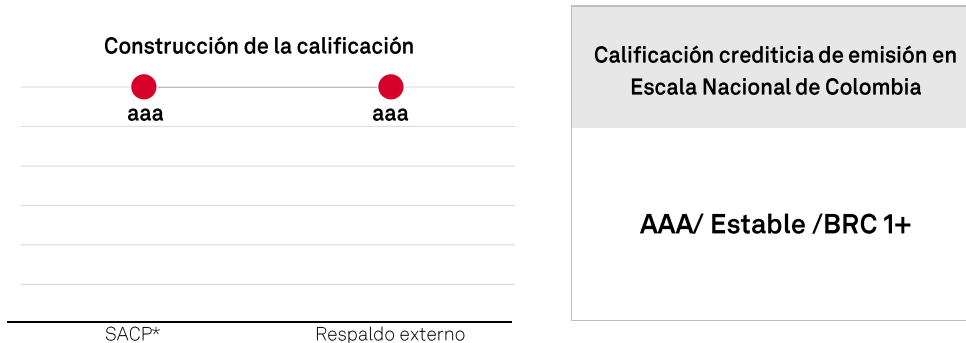 Construcción de la calificación
aaa
aaa
SACP*
Respaldo externo
Calificación crediticia de emisión en
Escala Nacional de Colombia
AAA/ Estable /BRC 1+